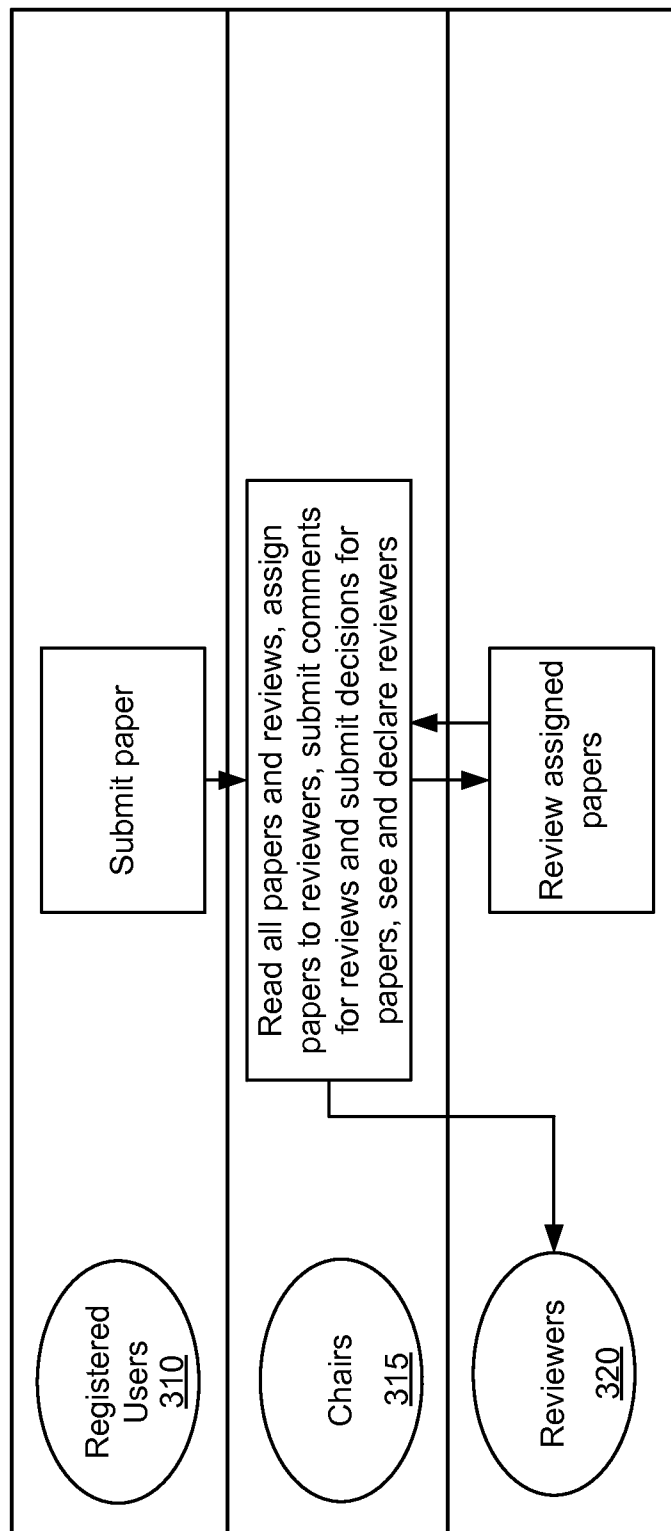 Registered
Users
310
Submit paper
Chairs
315
Read all papers and reviews, assign
papers to reviewers, submit comments
for reviews and submit decisions for
papers, see and declare reviewers
Reviewers
320
Review assigned
papers